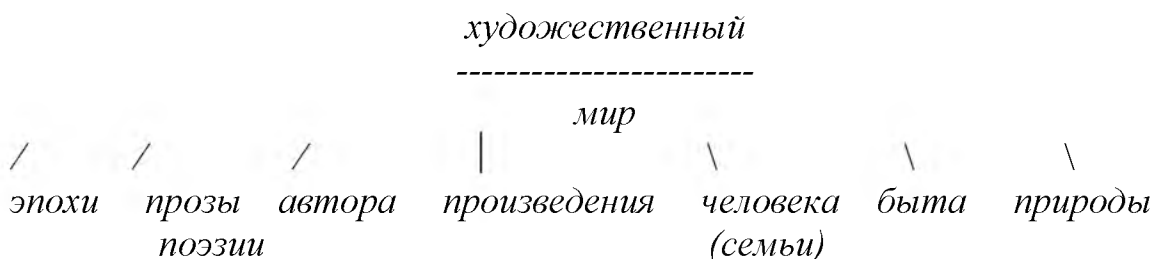 художественный
------------------------
мир
/ / / | \ \ \
эпохи прозы автора произведения человека быта природы
поэзии (семьи)